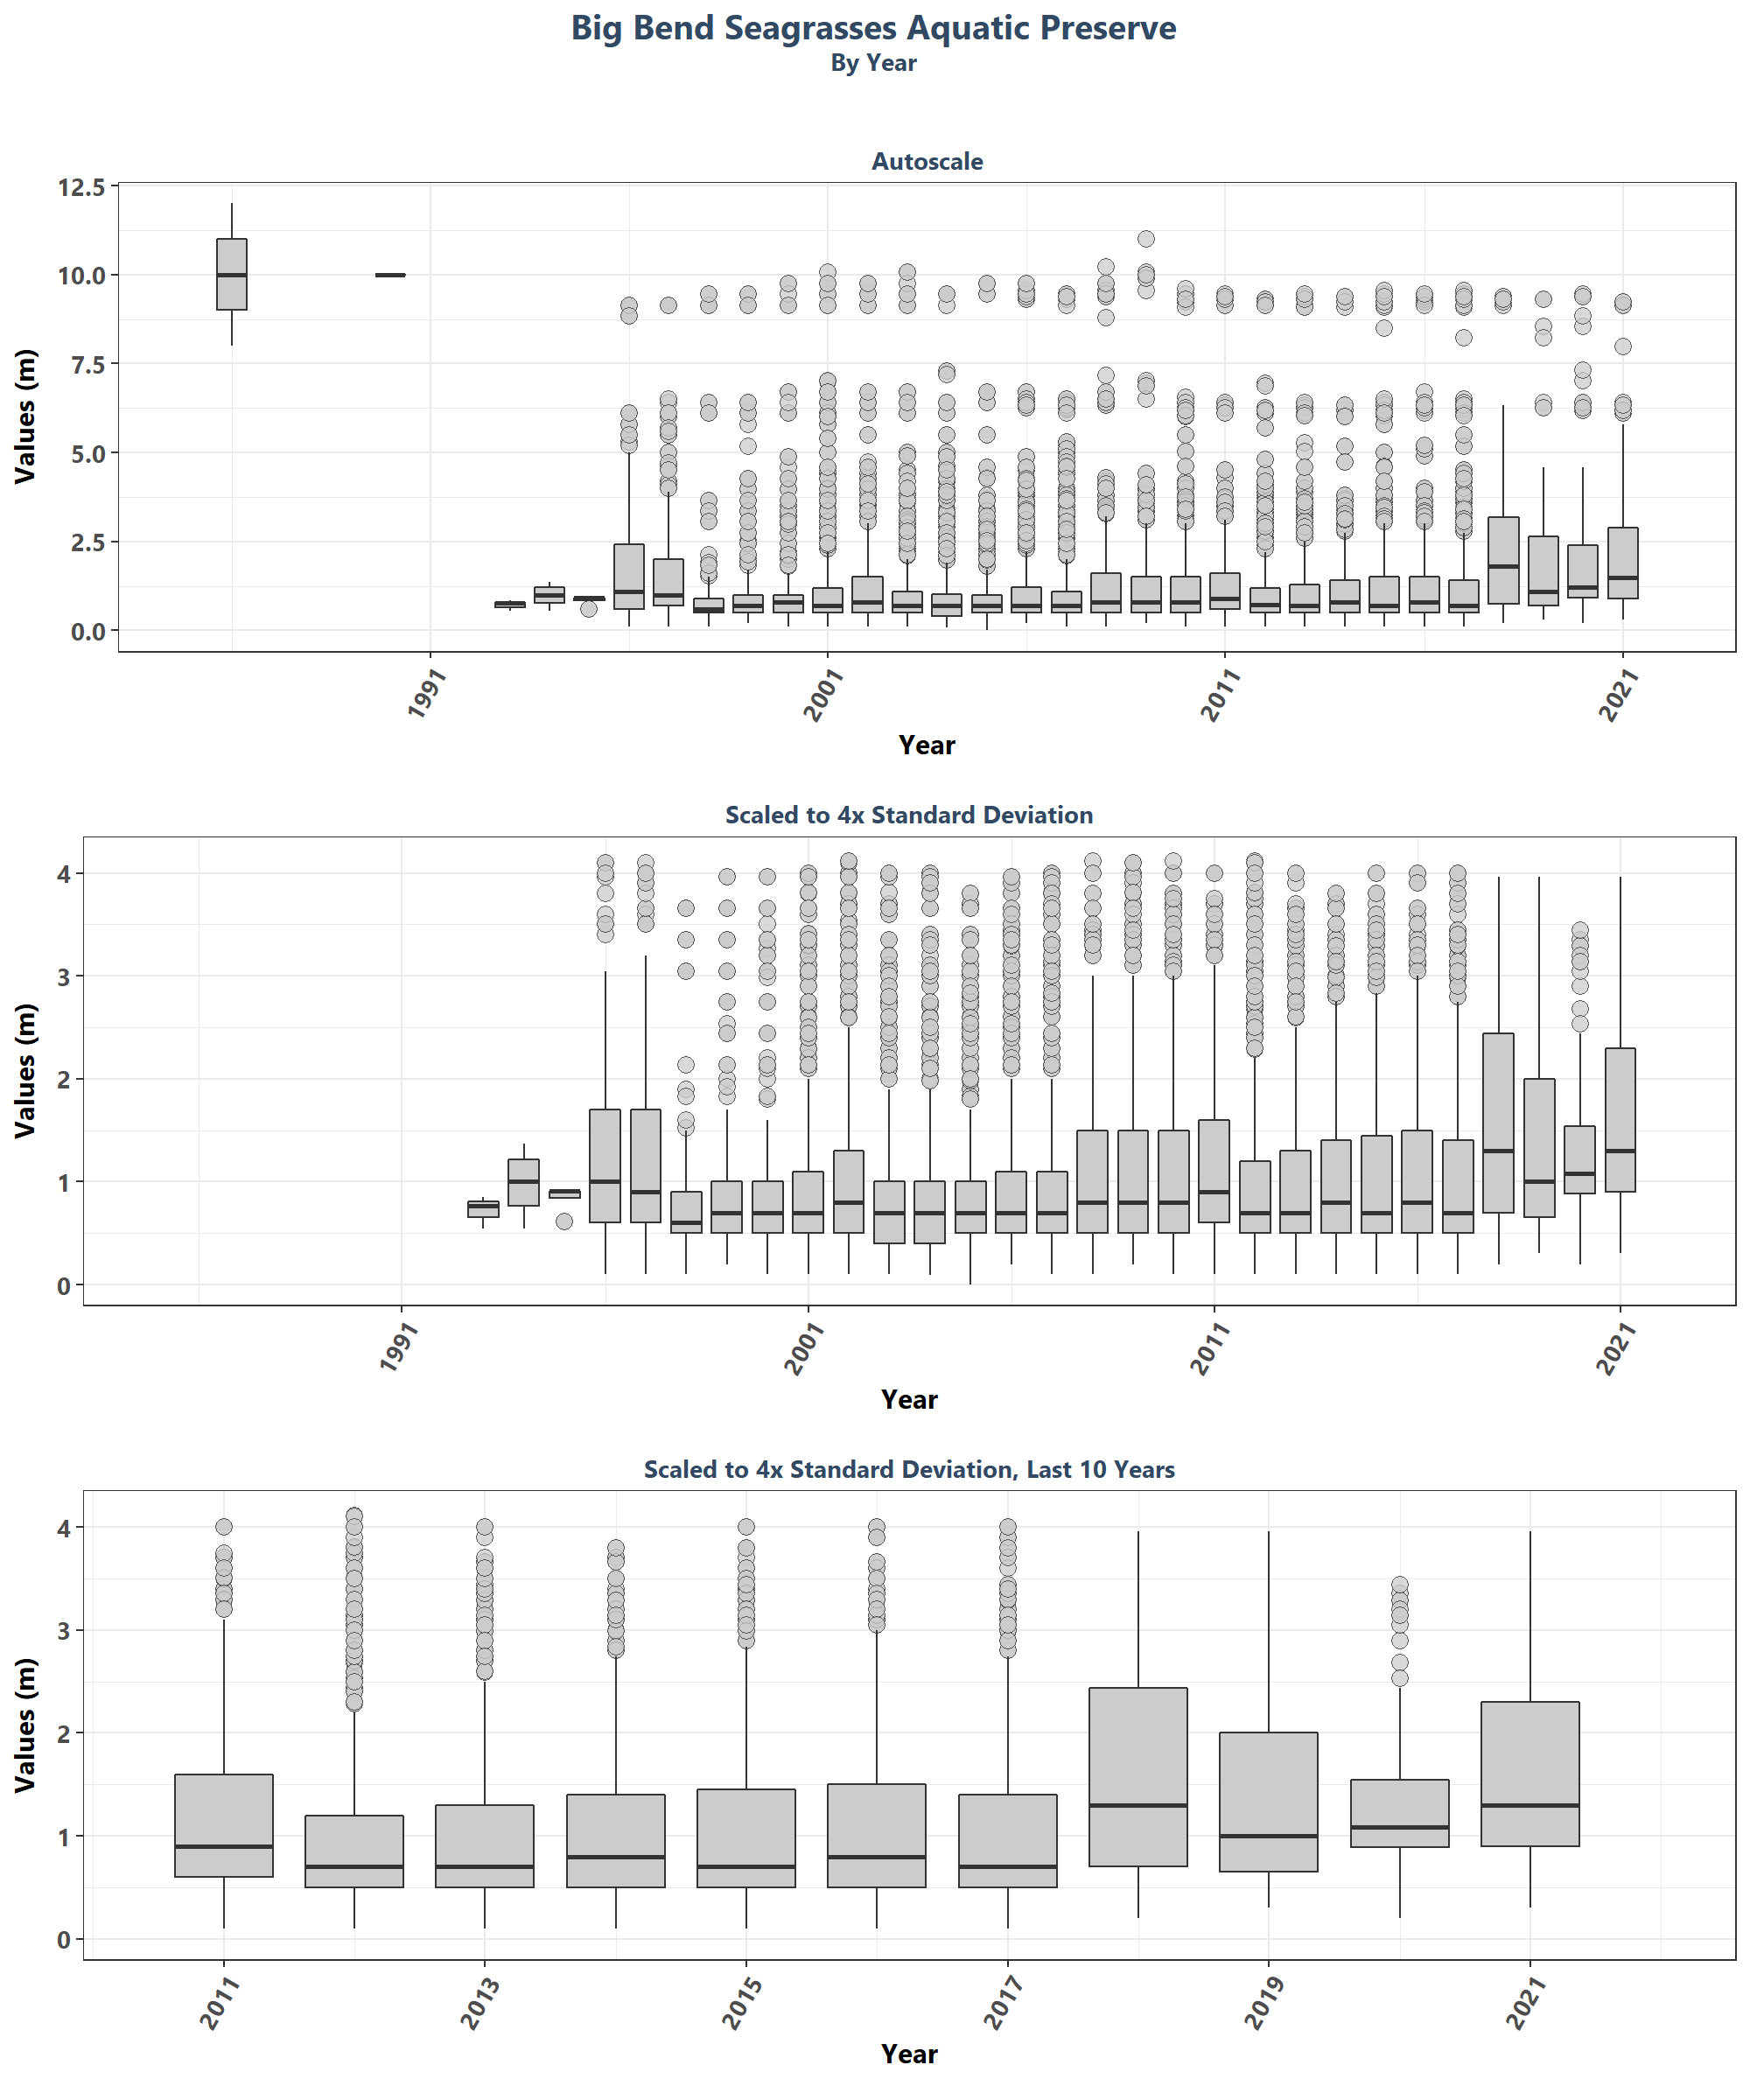 Big Bend Seagrasses Aquatic Preserve
By Year
Autoscale
Values (m)
12.5
10.0
7.5
5.0
2.5
0.0
1991
2001
2011
2021
Year
Scaled to 4x Standard Deviation
Values (m)
4
3
2
1
0
1991
2001
2011
2021
Year
Scaled to 4x Standard Deviation, Last 10 Years
Values (m)
4
3
2
1
0
2011
2013
2015
2017
2019
2021
Year